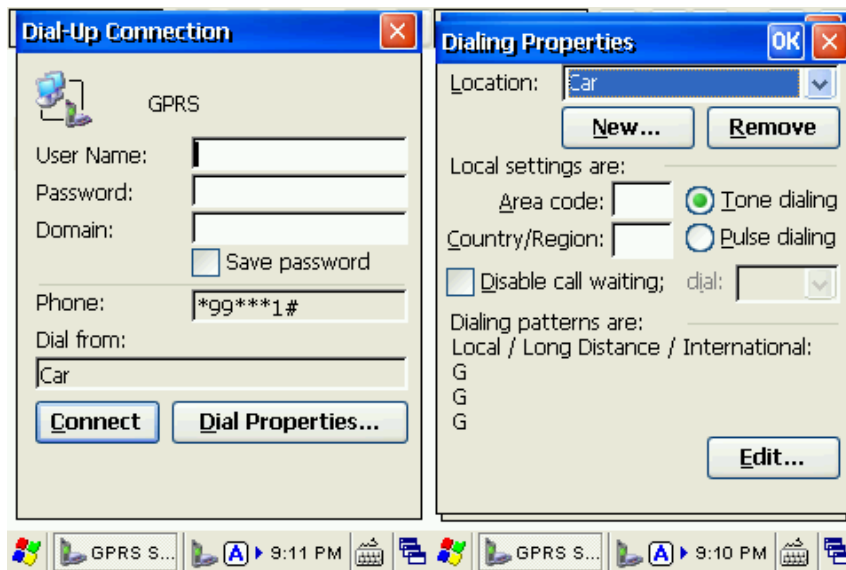 Dial-Up Connection
GPRS
User Name:
Password:
Domain:
Save password
Phone: *99***1#
Dial from:
Car
Connect Dial Properties...
GPRS S... A 9:11 PM
Dialing Properties OK
Location: Car
New... Remove
Local settings are:
Area code: Tone dialing
Country/Region: Pulse dialing
Disable call waiting; dial:
Dialing patterns are:
Local / Long Distance / International:
G
G
G
Edit...
GPRS S... A 9:10 PM